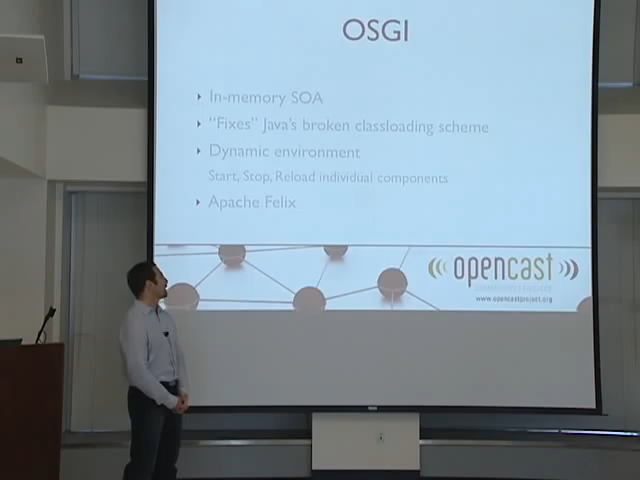 OSGI
In-memory SOA
"Fixes" Java's broken classloading scheme
Dynamic environment
Start, Stop, Reload individual components
Apache Felix
opencast
www.opencastproject.org